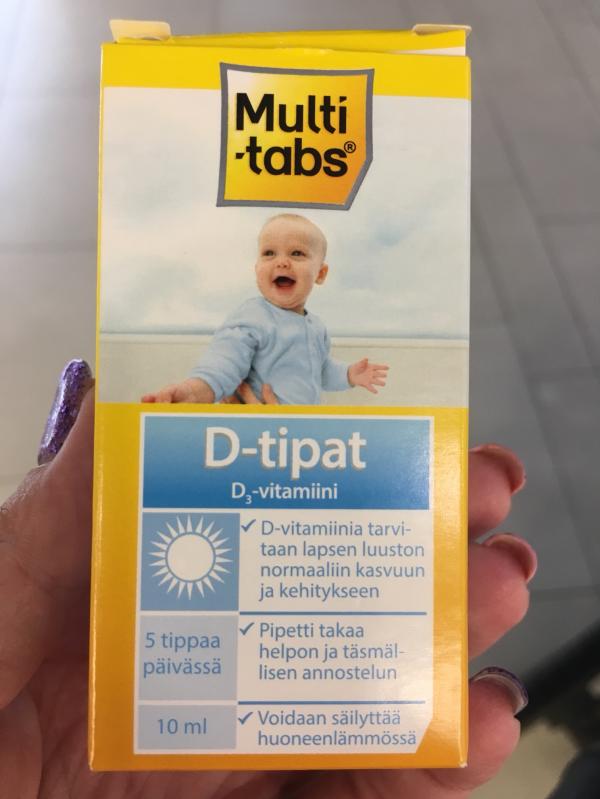 Multi
-tabs®
D-tipat
D₃-vitamiini
✓ D-vitamiinia tarvi-
taan lapsen luuston
normaaliin kasvuun
ja kehitykseen
5 tippaa
päivässä
✓ Pipetti takaa
helpon ja täsmäl-
lisen annostelun
10 ml
✓ Voidaan säilyttää
huoneenlämmössä